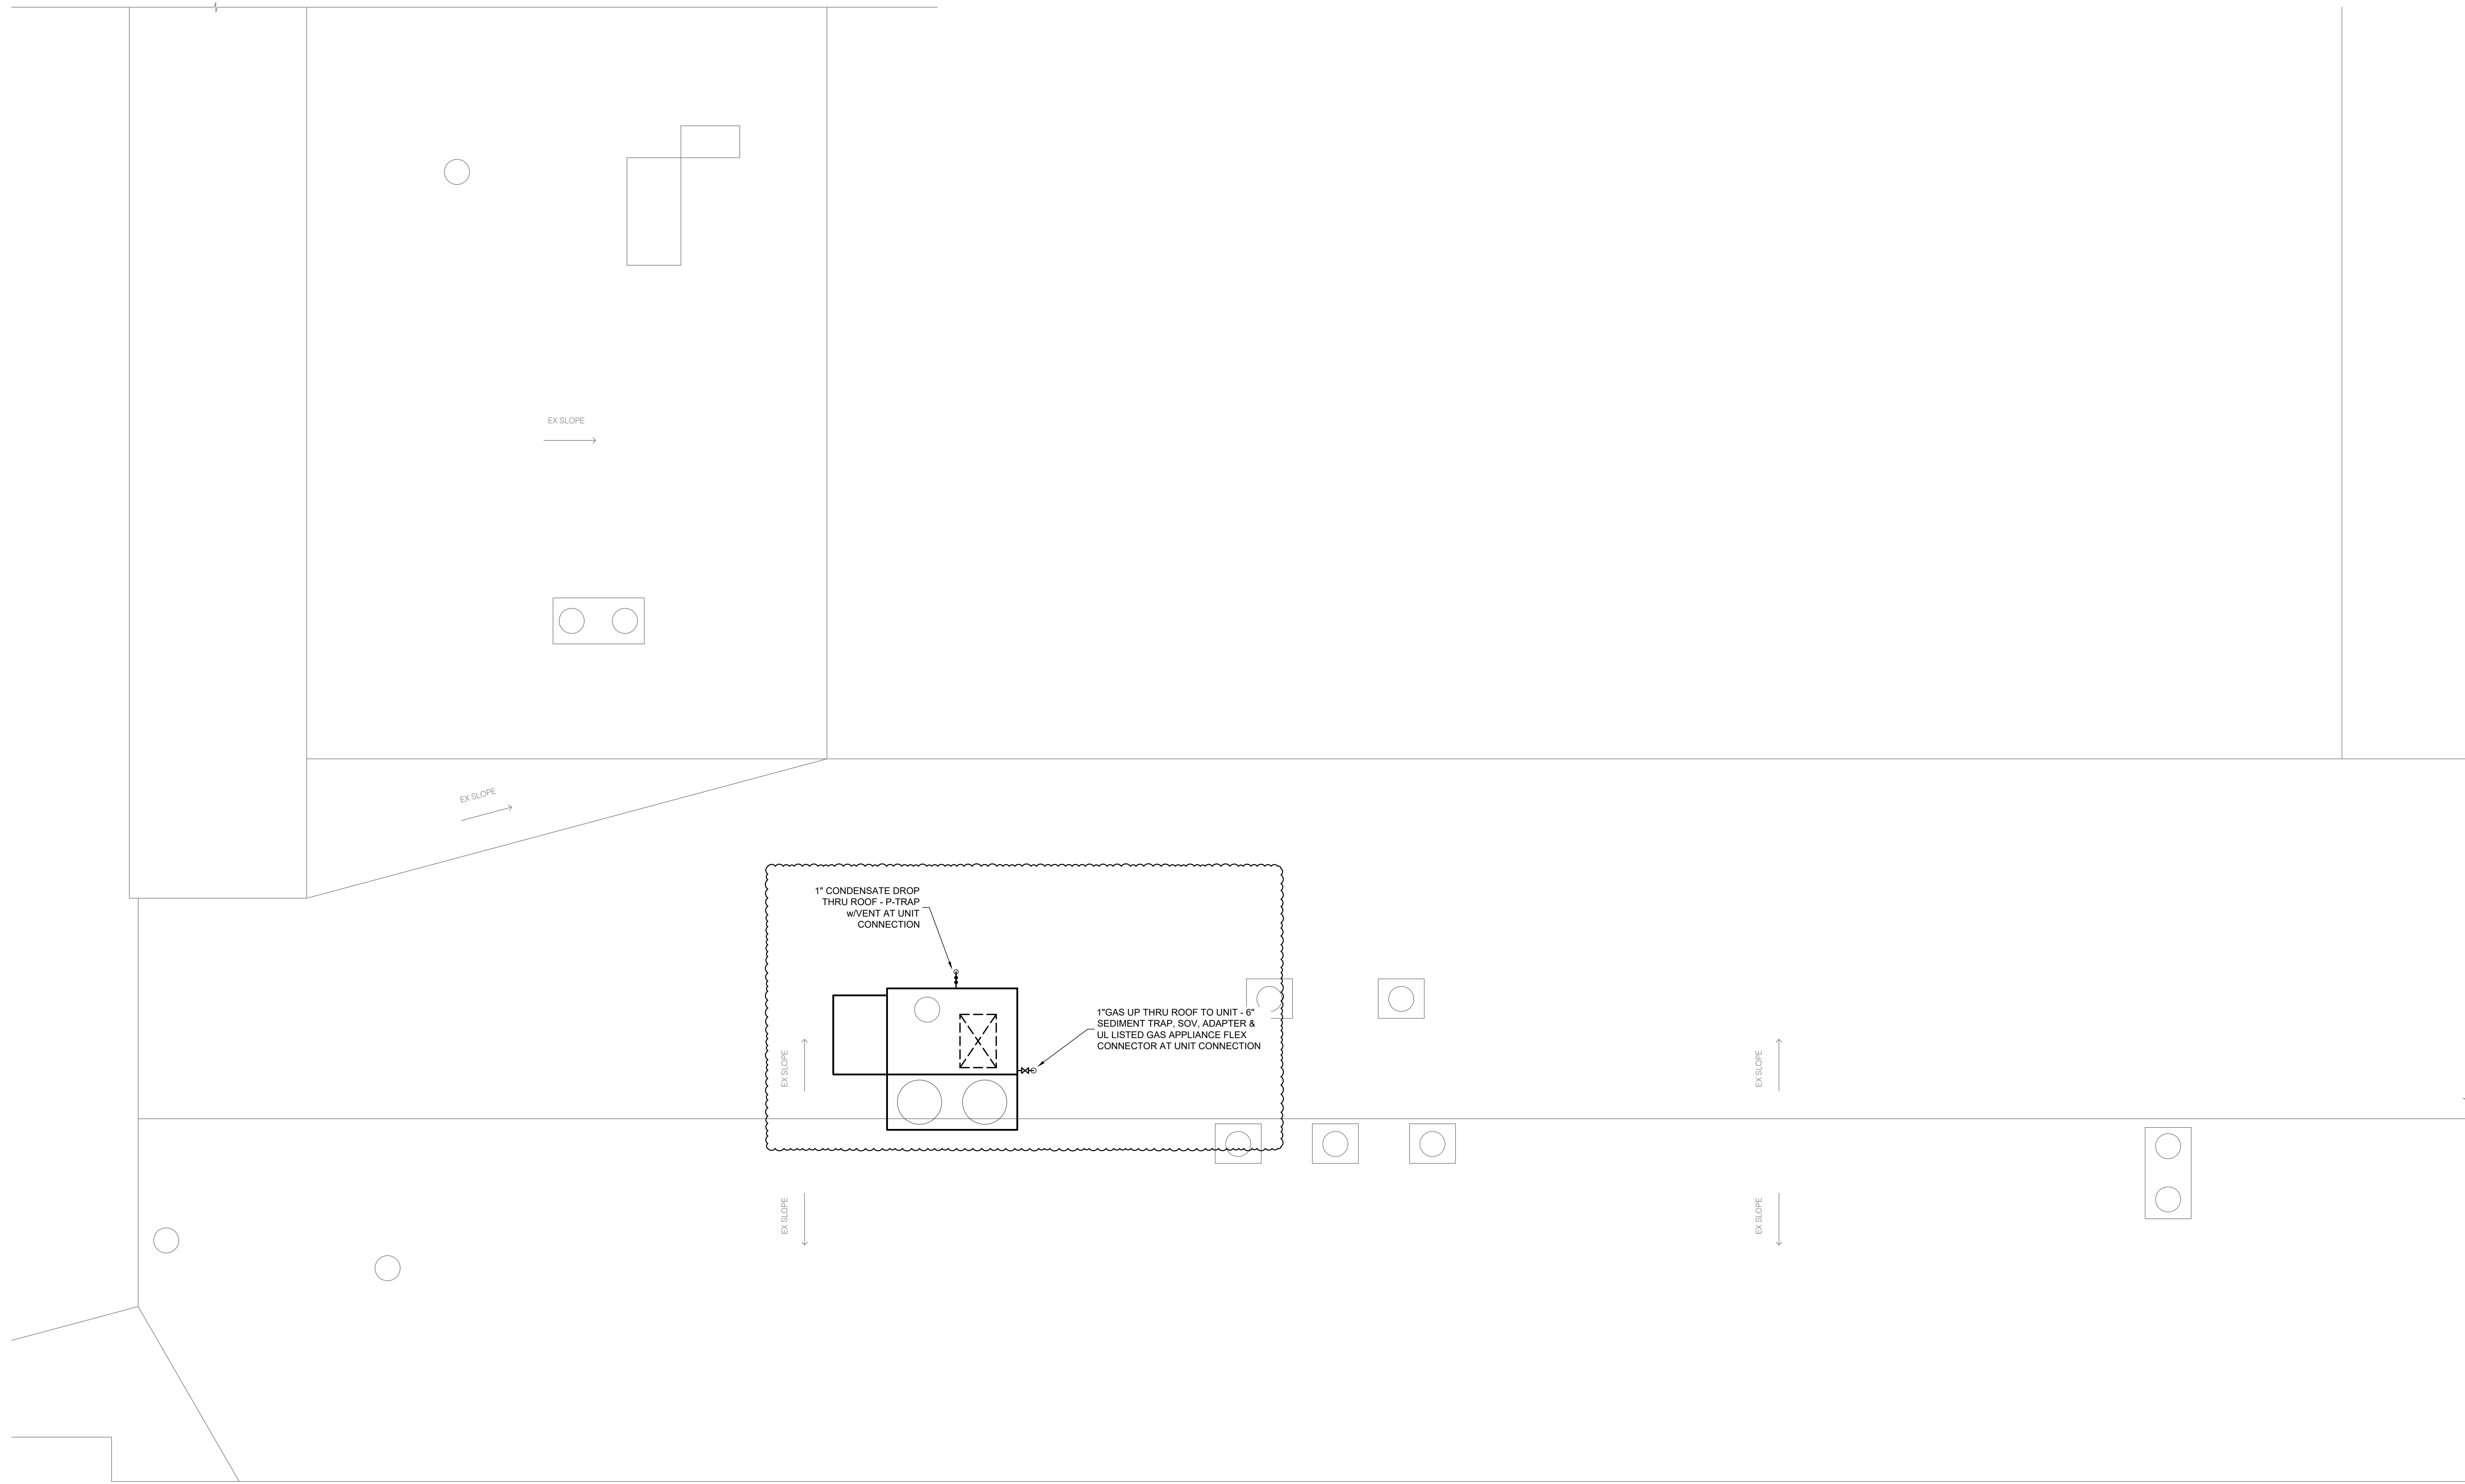 EX SLOPE
EX SLOPE
1" CONDENSATE DROP
THRU ROOF - P-TRAP
w/VENT AT UNIT
CONNECTION
1"GAS UP THRU ROOF TO UNIT - 6"
SEDIMENT TRAP, SOV, ADAPTER &
UL LISTED GAS APPLIANCE FLEX
CONNECTOR AT UNIT CONNECTION
EX SLOPE
EX SLOPE
EX SLOPE
EX SLOPE